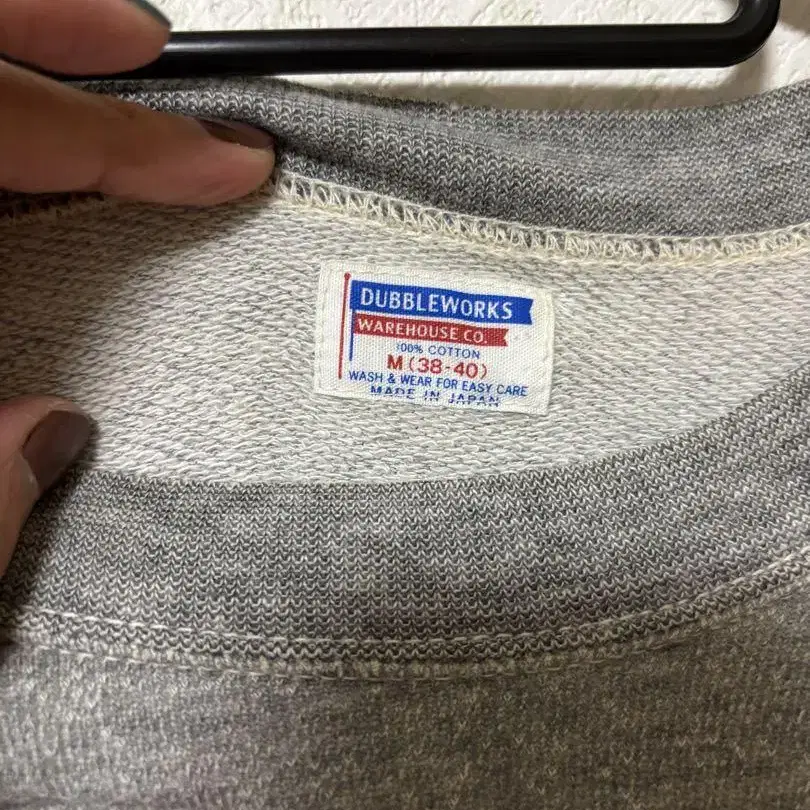 DUBBLEWORKS
WAREHOUSE CO.
100% COTTON
M (38-40)
WASH & WEAR FOR EASY CARE
MADE IN JAPAN